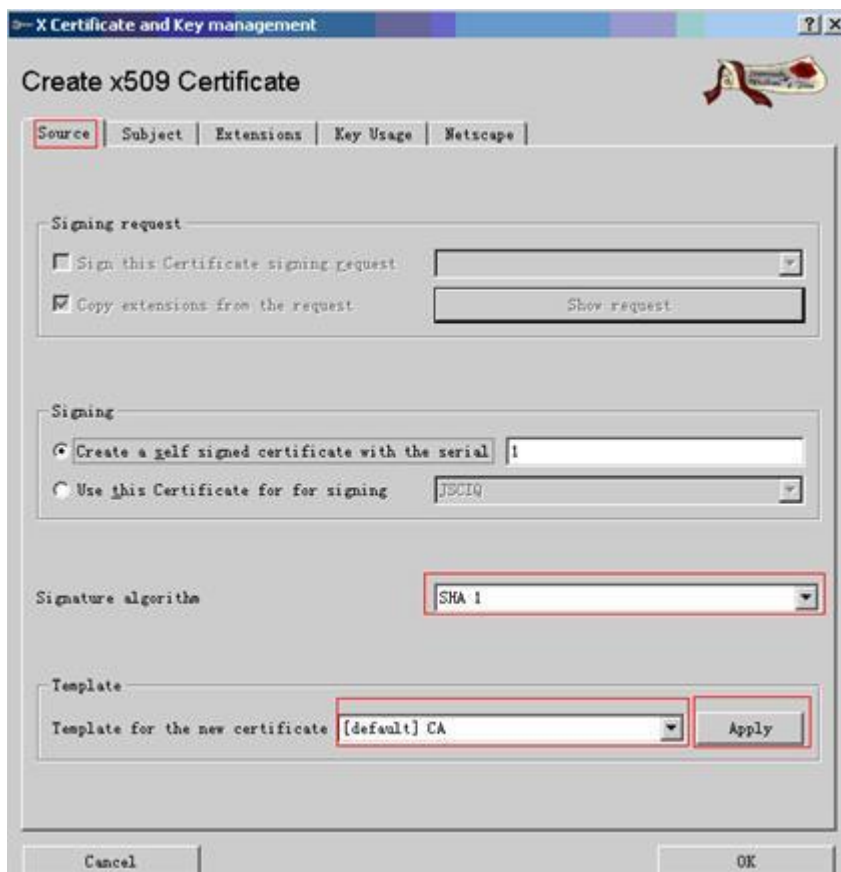 X Certificate and Key management
Create x509 Certificate
Source Subject Extensions Key Usage Netscape
Signing request
Sign this Certificate signing request
Copy extensions from the request Show request
Signing
Create a self signed certificate with the serial 1
Use this Certificate for for signing JSCIQ
Signature algorithm SHA 1
Template
Template for the new certificate [default] CA Apply
Cancel OK